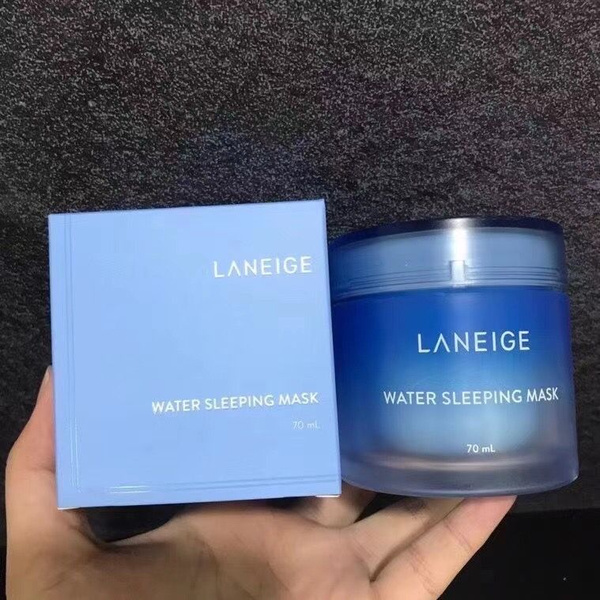 LANEIGE
WATER SLEEPING MASK
70 mL
LANEIGE
WATER SLEEPING MASK
70 mL